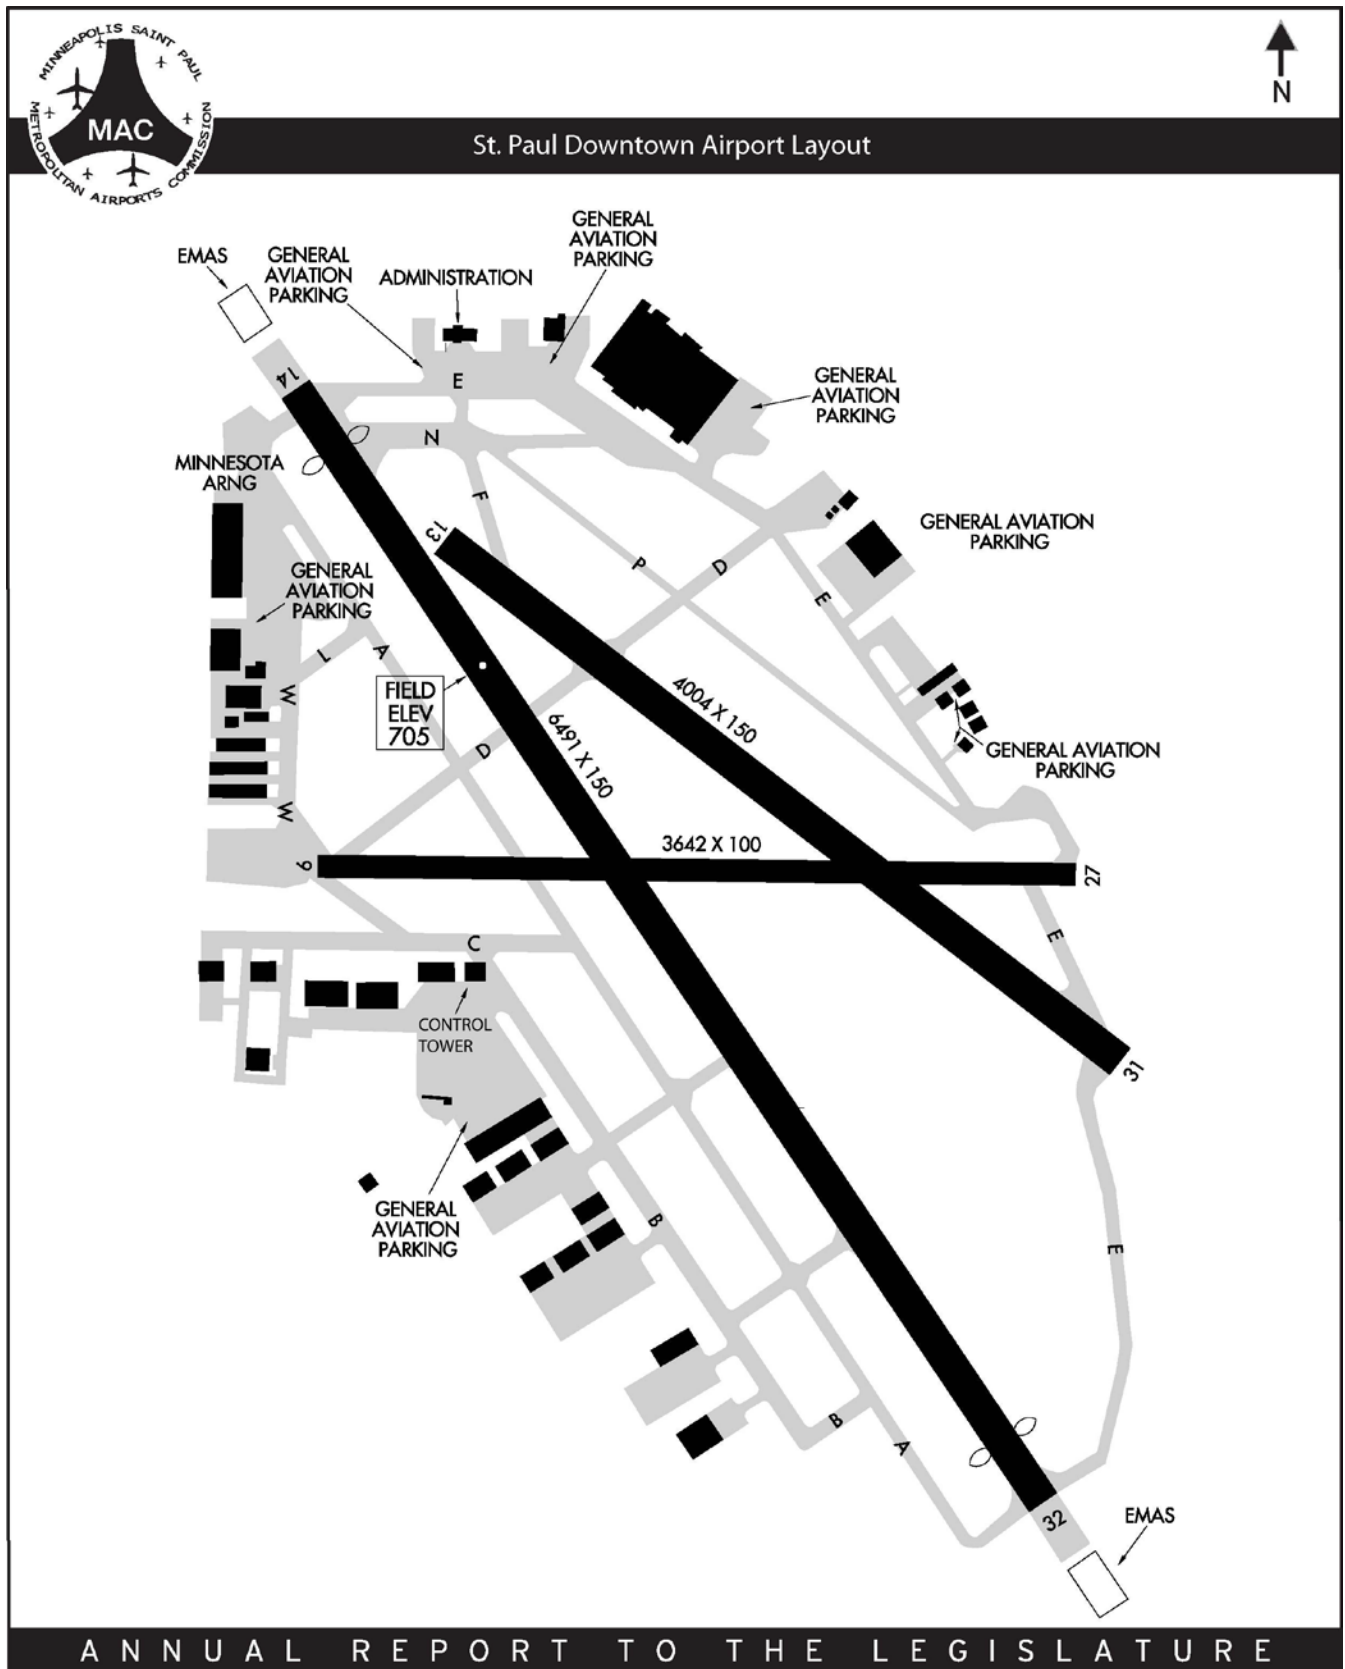 MINNEAPOLIS SAINT PAUL
METROPOLITAN AIRPORTS COMMISSION
MAC
N
St. Paul Downtown Airport Layout
GENERAL
AVIATION
PARKING
EMAS
GENERAL
AVIATION
PARKING
ADMINISTRATION
14
E
GENERAL
AVIATION
PARKING
N
MINNESOTA
ARNG
F
13
GENERAL AVIATION
PARKING
P
D
E
GENERAL
AVIATION
PARKING
L
A
W
FIELD
ELEV
705
4004 X 150
6491 X 150
D
GENERAL AVIATION
PARKING
W
3642 X 100
9
27
C
E
CONTROL
TOWER
31
GENERAL
AVIATION
PARKING
B
E
B
A
32
EMAS
ANNUAL REPORT TO THE LEGISLATURE